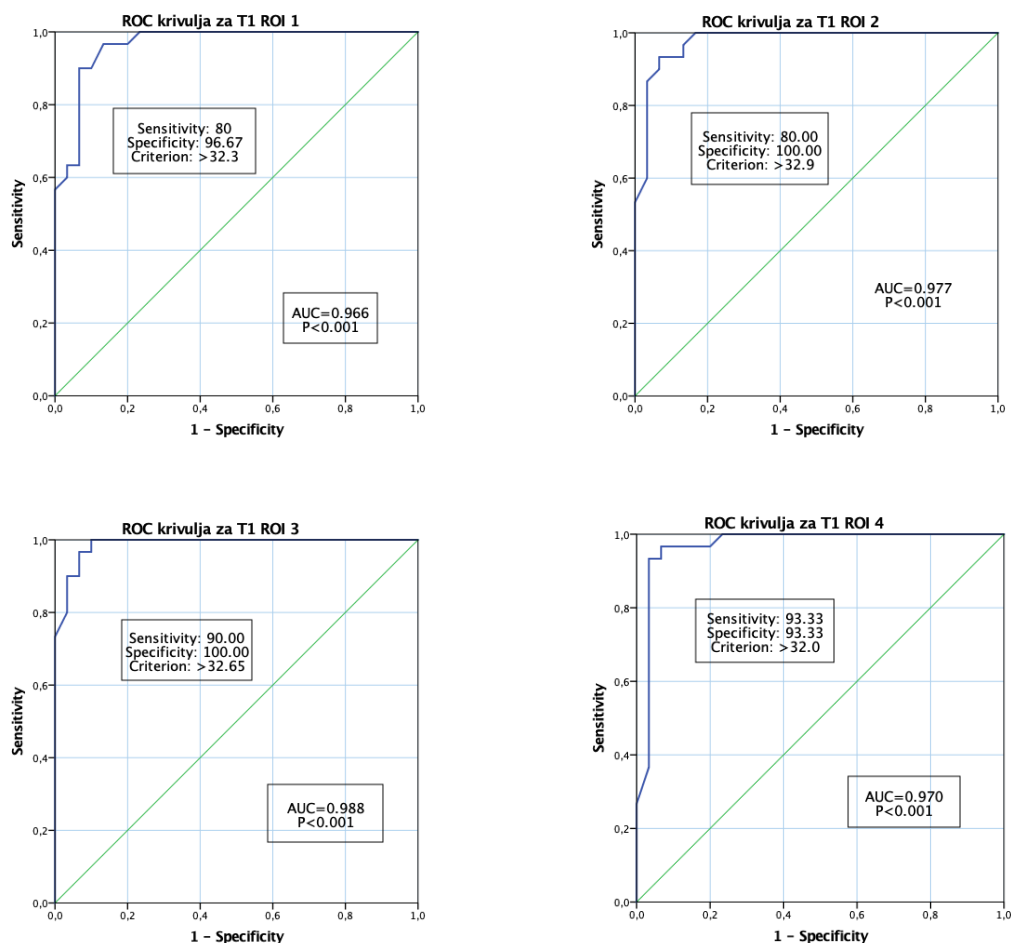 ROC krivulja za T1 ROI 1
1,0
0,8
0,6
0,4
0,2
0,0
Sensitivity
Sensitivity: 80
Specificity: 96.67
Criterion: >32.3
AUC=0.966
P<0.001
0,0 0,2 0,4 0,6 0,8 1,0
1 - Specificity
ROC krivulja za T1 ROI 2
1,0
0,8
0,6
0,4
0,2
0,0
Sensitivity
Sensitivity: 80.00
Specificity: 100.00
Criterion: >32.9
AUC=0.977
P<0.001
0,0 0,2 0,4 0,6 0,8 1,0
1 - Specificity
ROC krivulja za T1 ROI 3
1,0
0,8
0,6
0,4
0,2
0,0
Sensitivity
Sensitivity: 90.00
Specificity: 100.00
Criterion: >32.65
AUC=0.988
P<0.001
0,0 0,2 0,4 0,6 0,8 1,0
1 - Specificity
ROC krivulja za T1 ROI 4
1,0
0,8
0,6
0,4
0,2
0,0
Sensitivity
Sensitivity: 93.33
Specificity: 93.33
Criterion: >32.0
AUC=0.970
P<0.001
0,0 0,2 0,4 0,6 0,8 1,0
1 - Specificity